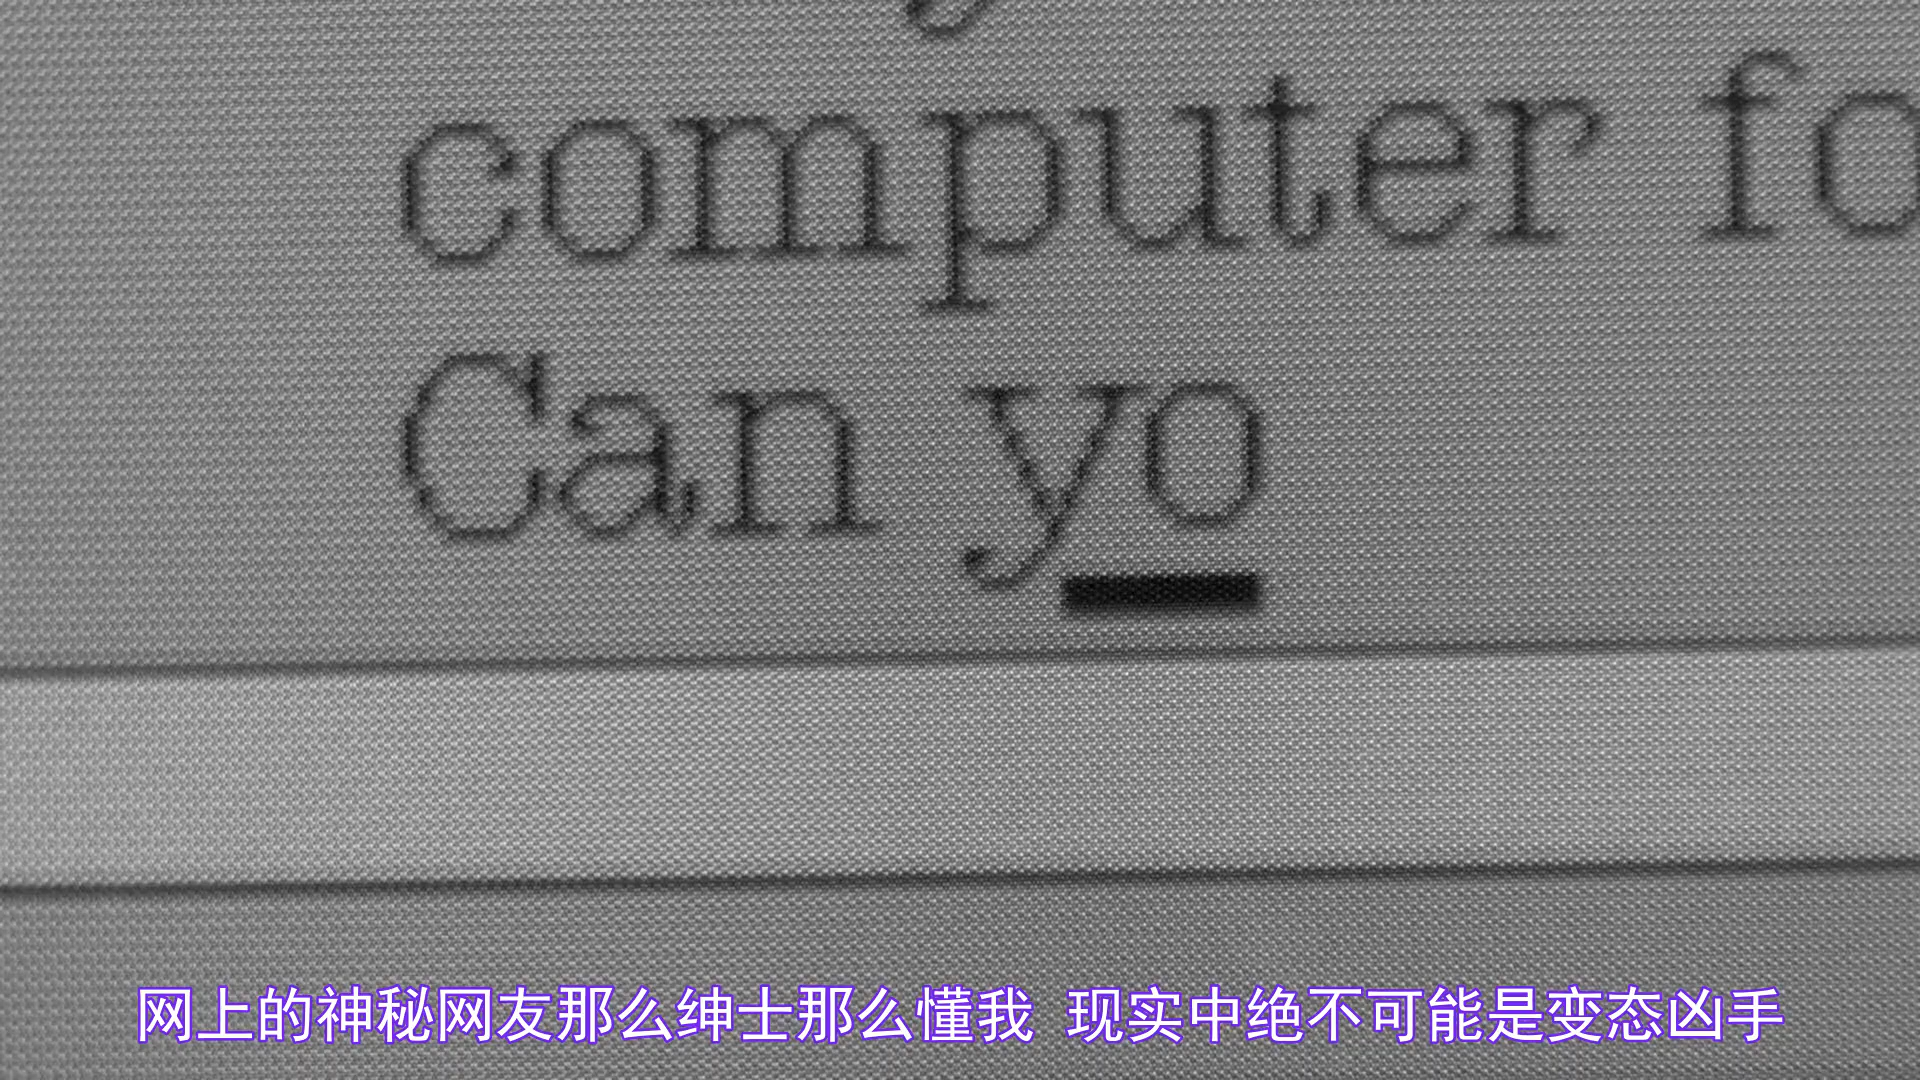 computer fo
Can yo
网上的神秘网友那么绅士那么懂我 现实中绝不可能是变态凶手